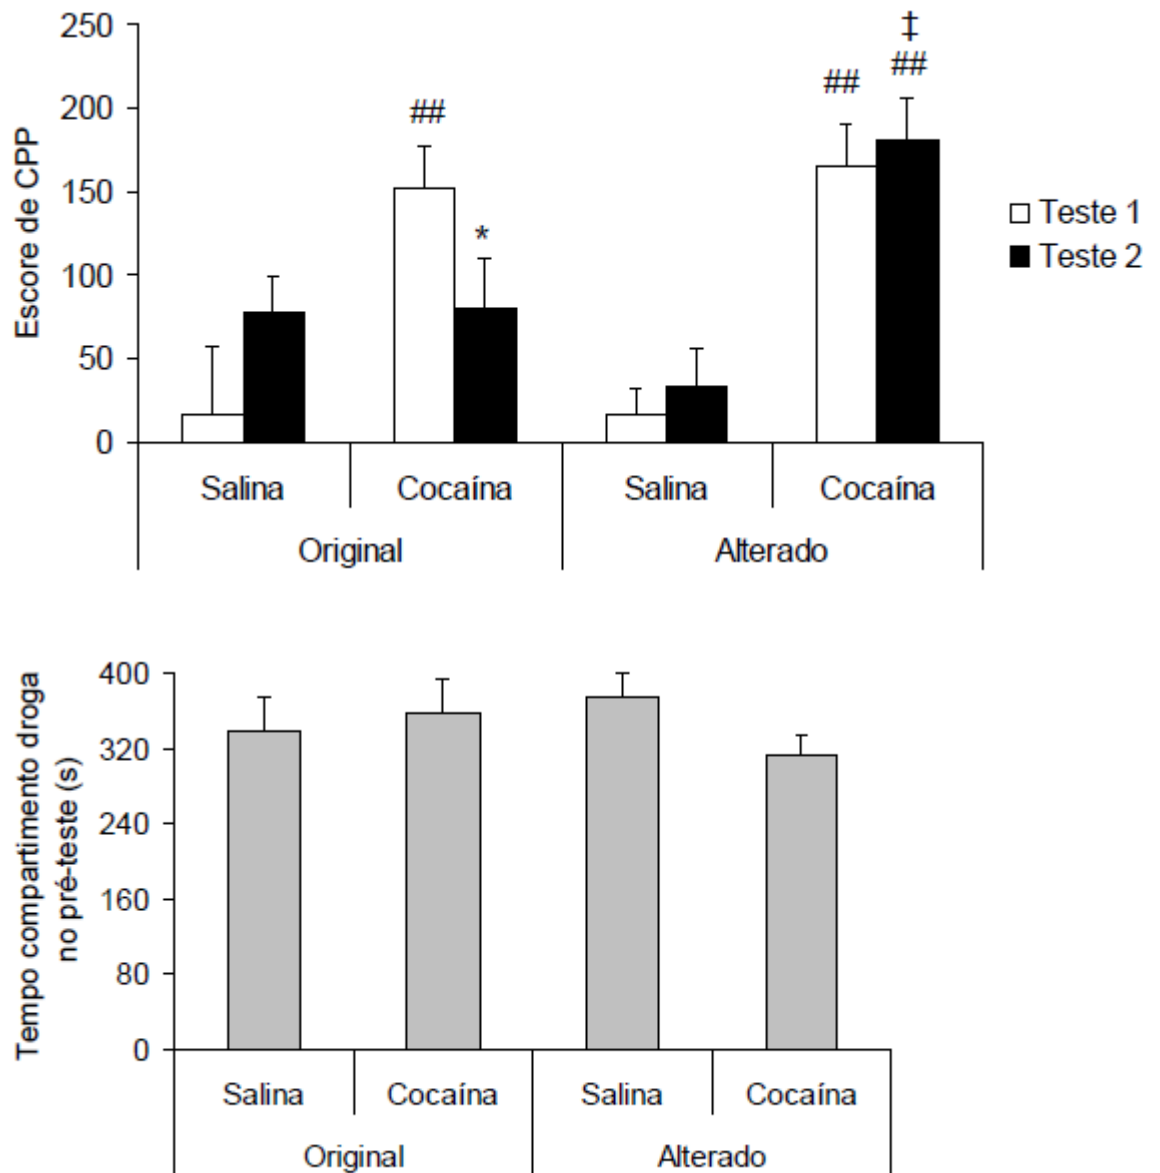 Escore de CPP
250
200
150
100
50
0
##
*
##
‡
##
Teste 1
Teste 2
Salina Cocaína Salina Cocaína
Original Alterado
Tempo compartimento droga
no pré-teste (s)
400
320
240
160
80
0
Salina Cocaína Salina Cocaína
Original Alterado